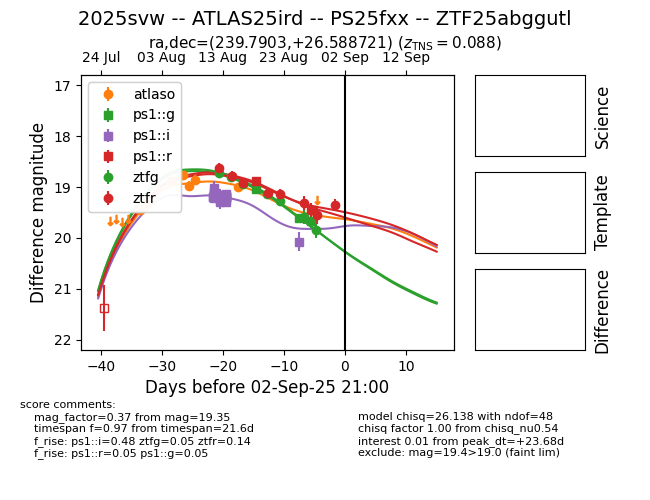 2025svw -- ATLAS25ird -- PS25fxx -- ZTF25abggutl
ra,dec=(239.7903,+26.588721) (z_TNS = 0.088)
24 Jul 03 Aug 13 Aug 23 Aug 02 Sep 12 Sep
17
18
19
20
21
22
Difference magnitude
atlaso
ps1::g
ps1::i
ps1::r
ztfg
ztfr
−40 −30 −20 −10 0 10
Days before 02-Sep-25 21:00
Science
Template
Difference
score comments:
mag_factor=0.37 from mag=19.35
timespan f=0.97 from timespan=21.6d
f_rise: ps1::i=0.48 ztfg=0.05 ztfr=0.14
f_rise: ps1::r=0.05 ps1::g=0.05
model chisq=26.138 with ndof=48
chisq factor 1.00 from chisq_nu0.54
interest 0.01 from peak_dt=+23.68d
exclude: mag=19.4>19.0 (faint lim)